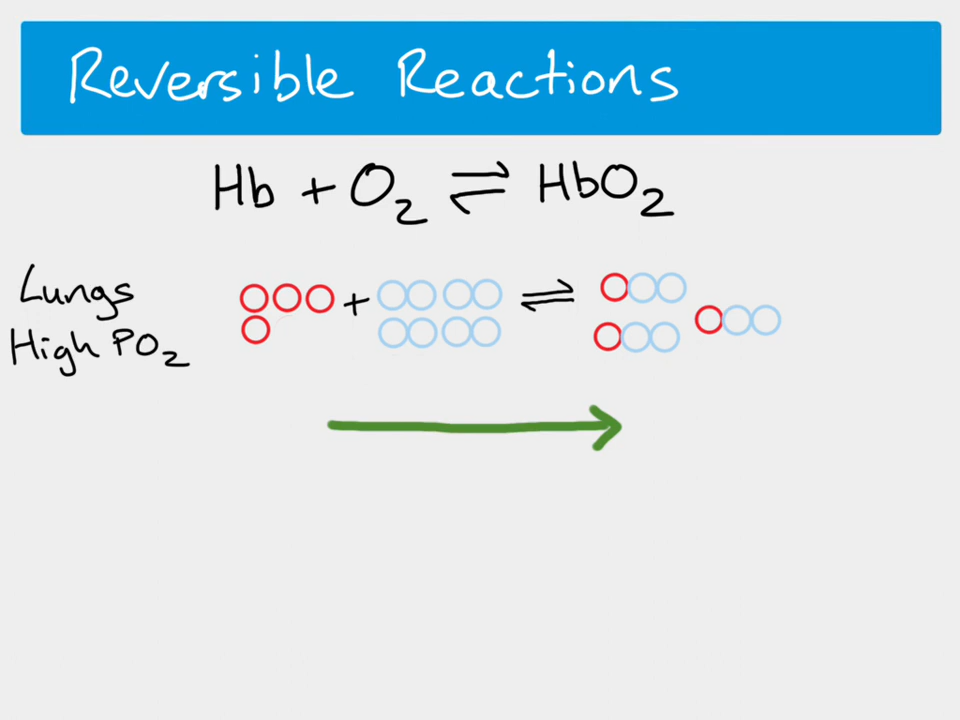 Reversible Reactions
Hb + O₂ ⇌ HbO₂
Lungs
High PO₂
+ ⇌